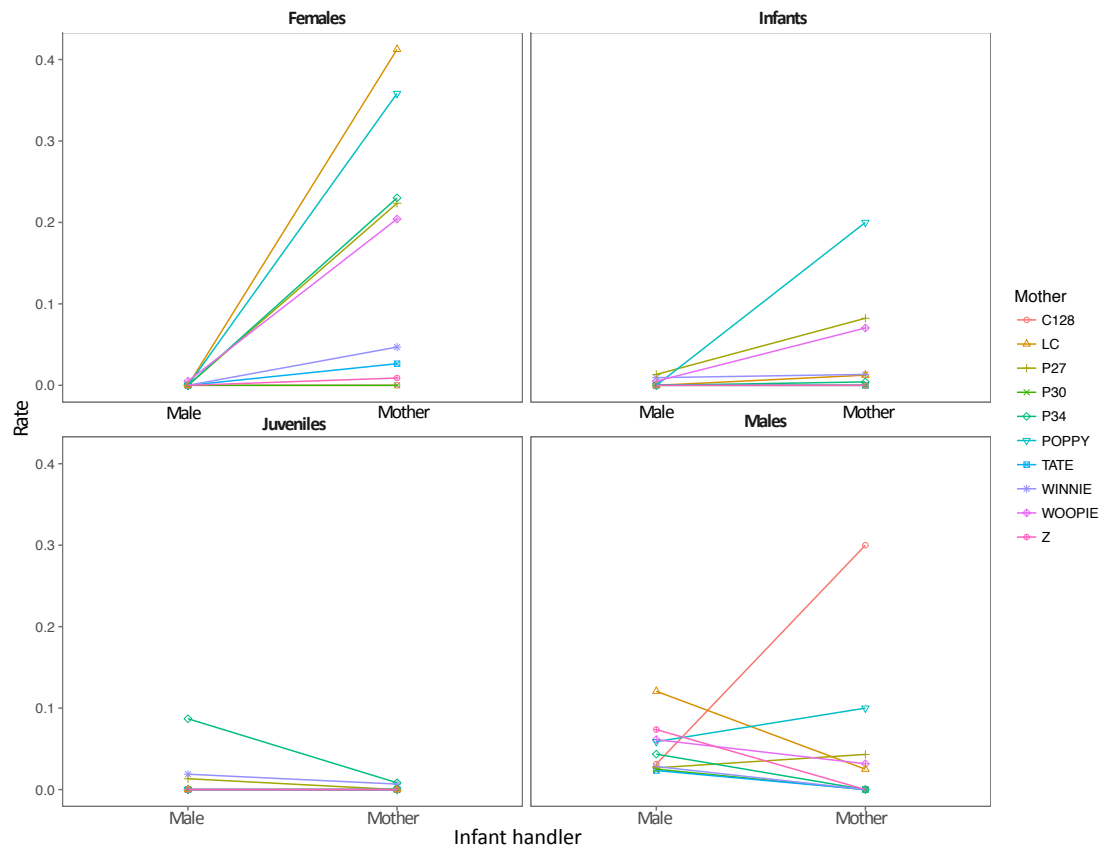 Females
Infants
Rate
0.4
0.3
0.2
0.1
0.0
Male
Mother
Male
Mother
Juveniles
Males
0.4
0.3
0.2
0.1
0.0
Male
Mother
Male
Mother
Infant handler
Mother
C128
LC
P27
P30
P34
POPPY
TATE
WINNIE
WOOPIE
Z